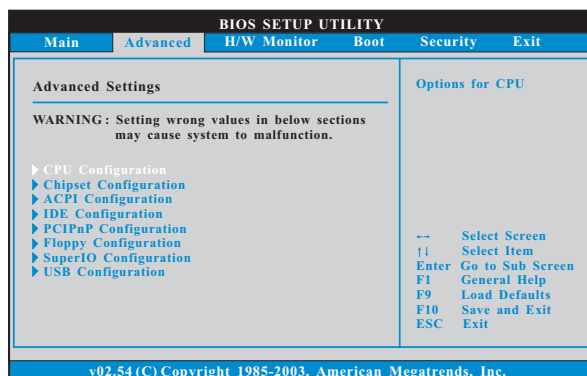 BIOS SETUP UTILITY
Main Advanced H/W Monitor Boot Security Exit
Advanced Settings
WARNING : Setting wrong values in below sections
may cause system to malfunction.
CPU Configuration
Chipset Configuration
ACPI Configuration
IDE Configuration
PCIPnP Configuration
Floppy Configuration
SuperIO Configuration
USB Configuration
Options for CPU
←→ Select Screen
↑↓ Select Item
Enter Go to Sub Screen
F1 General Help
F9 Load Defaults
F10 Save and Exit
ESC Exit
v02.54 (C) Copyright 1985-2003, American Megatrends, Inc.